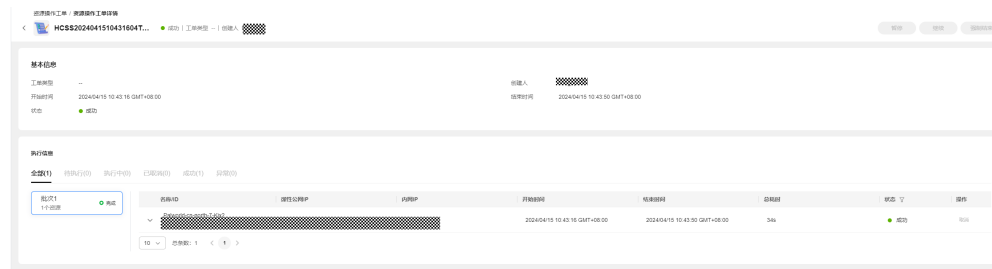 资源操作工单 / 资源操作工单详情
HCSS2024041510431604T... 成功 | 工单类型 -- | 创建人
基本信息
工单类型 -- 创建人
开始时间 2024/04/15 10:43:16 GMT+08:00 结束时间 2024/04/15 10:43:50 GMT+08:00
状态 成功
执行信息
全部(1) 待执行(0) 执行中(0) 已取消(0) 成功(1) 异常(0)
批次1 完成
1个资源
名称/ID 弹性公网IP 内网IP 开始时间 结束时间 总耗时 状态 操作
2024/04/15 10:43:16 GMT+08:00 2024/04/15 10:43:50 GMT+08:00 34s 成功
10 总条数: 1 < 1 >